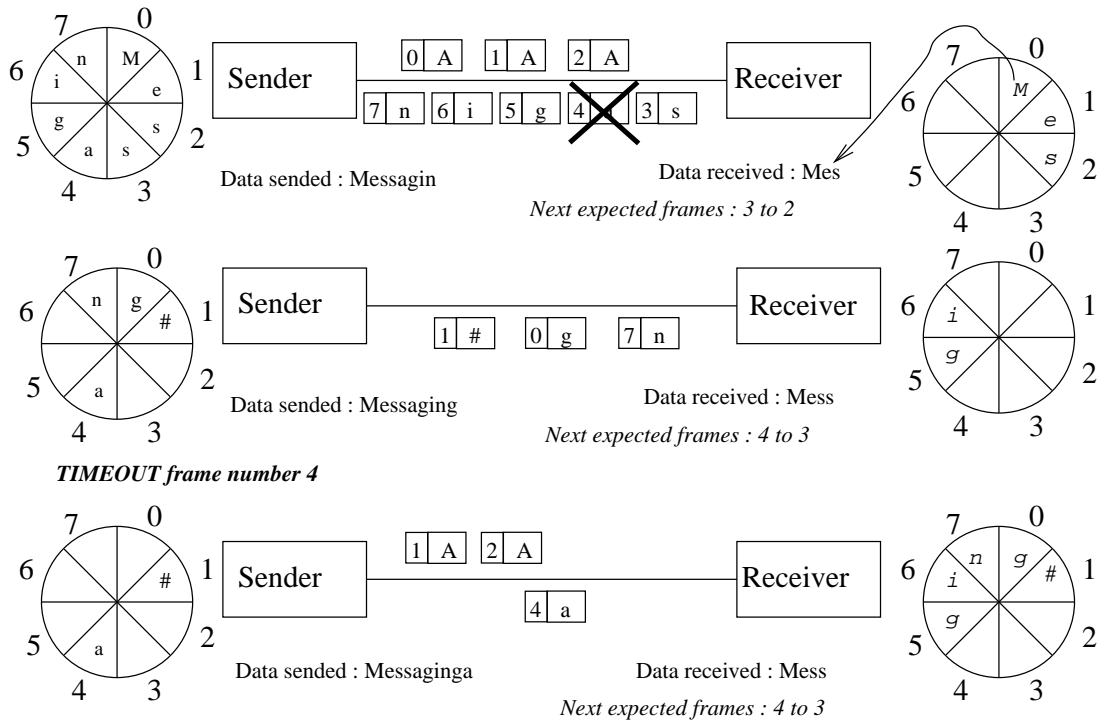 7 0
6 n M 1
i e
g s
5 a s 2
4 3
Sender
0 A 1 A 2 A
7 n 6 i 5 g 4 3 s
Receiver
7 0
6 M 1
e
s
5 2
4 3
Data sended : Messagin
Data received : Mes
Next expected frames : 3 to 2
7 0
6 n g 1
#
5 a 2
4 3
Sender
1 # 0 g 7 n
Receiver
7 0
6 i 1
g
5 2
4 3
Data sended : Messaging
Data received : Mess
Next expected frames : 4 to 3
TIMEOUT frame number 4
7 0
6 # 1
5 a 2
4 3
Sender
1 A 2 A
4 a
Receiver
7 0
6 n g 1
i #
g
5 2
4 3
Data sended : Messaginga
Data received : Mess
Next expected frames : 4 to 3